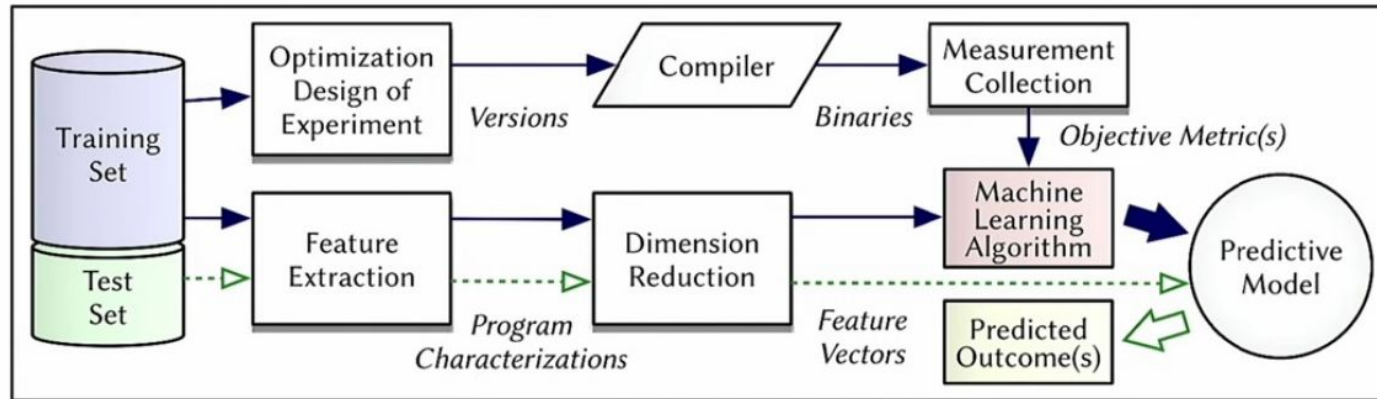 Training
Set
Test
Set
Optimization
Design of
Experiment
Versions
Compiler
Binaries
Measurement
Collection
Objective Metric(s)
Feature
Extraction
Program
Characterizations
Dimension
Reduction
Feature
Vectors
Machine
Learning
Algorithm
Predictive
Model
Predicted
Outcome(s)